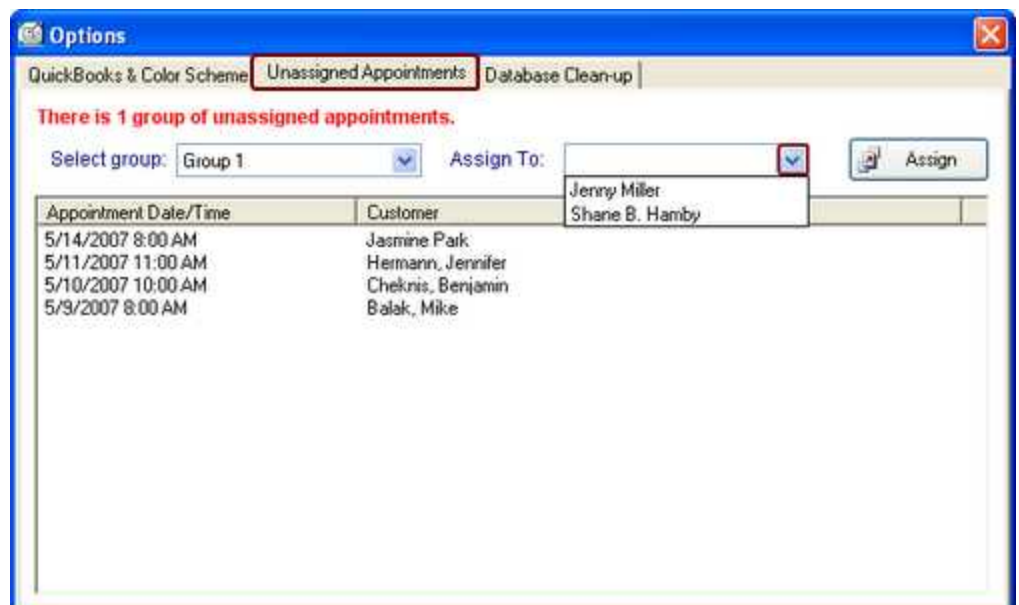 Options
QuickBooks & Color Scheme Unassigned Appointments Database Clean-up
There is 1 group of unassigned appointments.
Select group: Group 1 Assign To: Assign
Jenny Miller
Shane B. Hamby
Appointment Date/Time Customer
5/14/2007 8:00 AM Jasmine Park
5/11/2007 11:00 AM Hermann, Jennifer
5/10/2007 10:00 AM Cheknis, Benjamin
5/9/2007 8:00 AM Balak, Mike